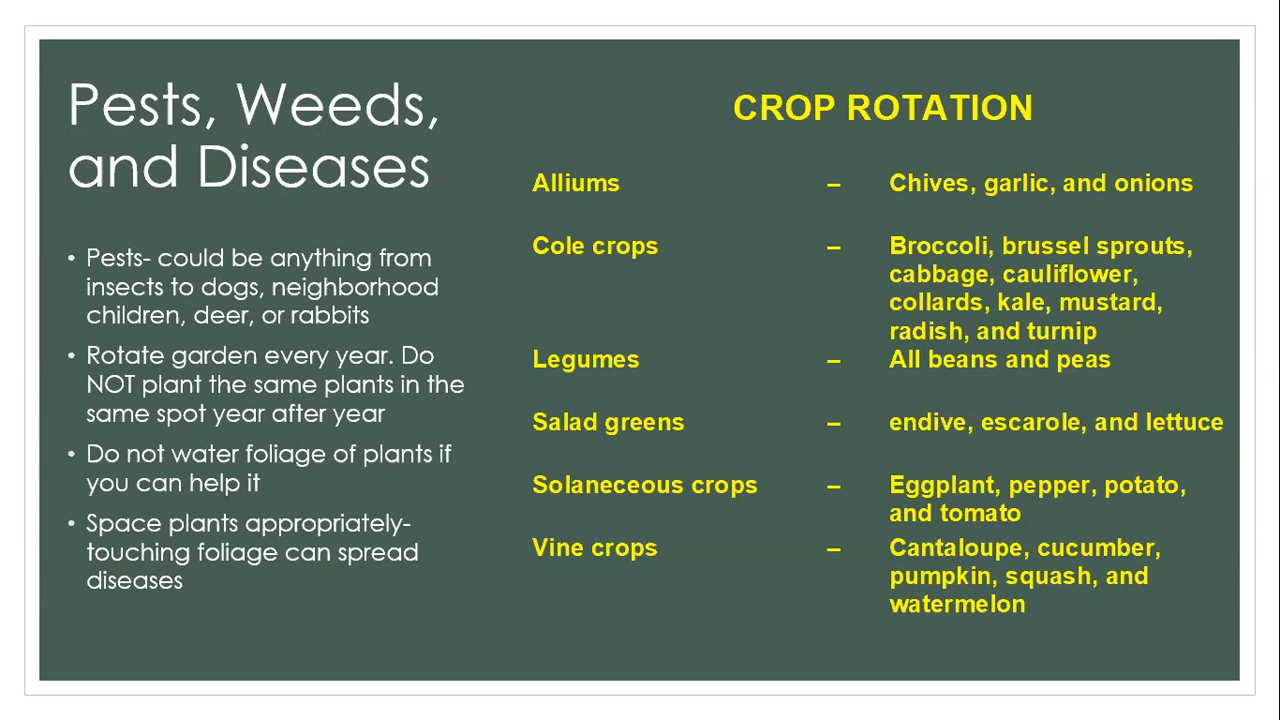 Pests, Weeds,
and Diseases
• Pests- could be anything from
insects to dogs, neighborhood
children, deer, or rabbits
• Rotate garden every year. Do
NOT plant the same plants in the
same spot year after year
• Do not water foliage of plants if
you can help it
• Space plants appropriately-
touching foliage can spread
diseases
CROP ROTATION
Alliums – Chives, garlic, and onions
Cole crops – Broccoli, brussel sprouts,
cabbage, cauliflower,
collards, kale, mustard,
radish, and turnip
Legumes – All beans and peas
Salad greens – endive, escarole, and lettuce
Solaneceous crops – Eggplant, pepper, potato,
and tomato
Vine crops – Cantaloupe, cucumber,
pumpkin, squash, and
watermelon